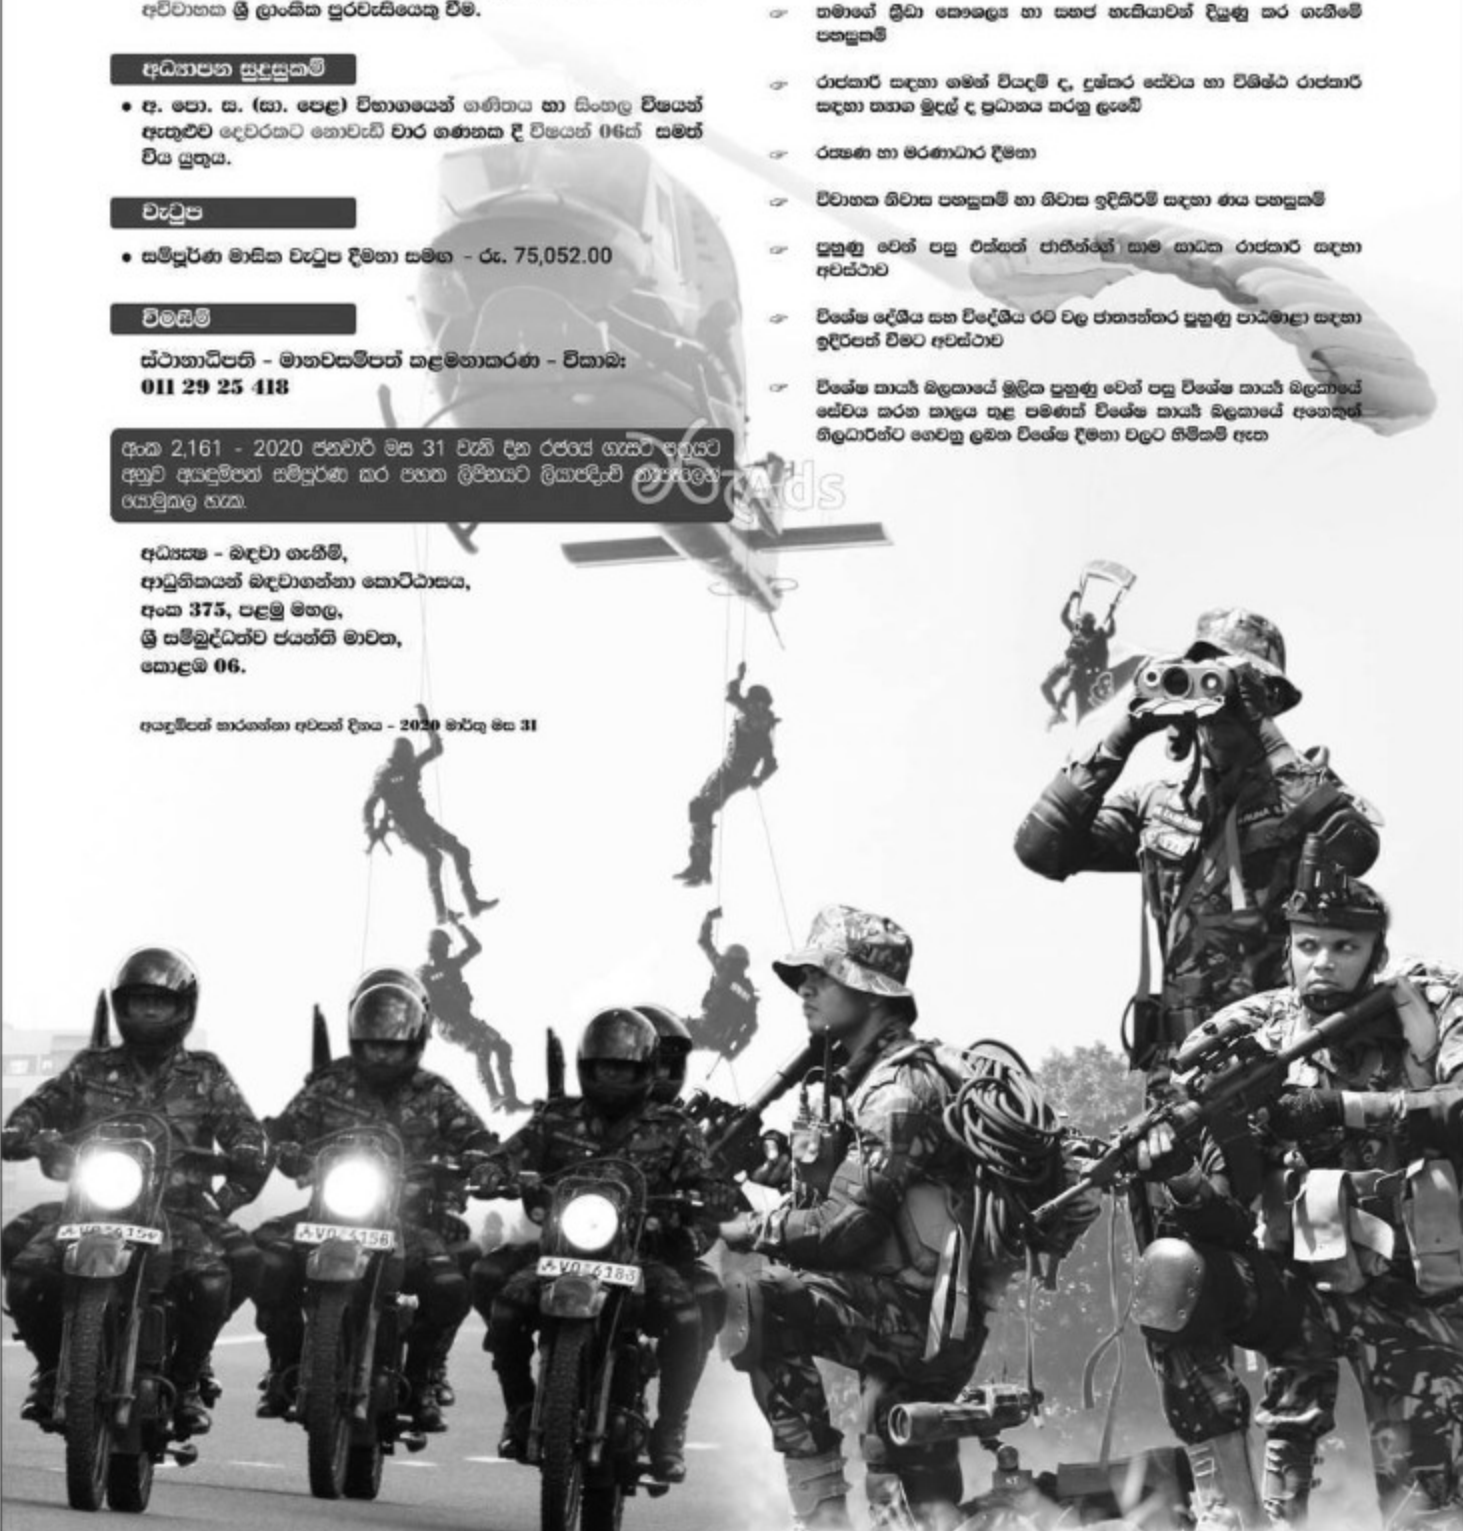 අවිවාහක ශ්‍රී ලාංකික පුරවැසියෙකු වීම.
අධ්‍යාපන සුදුසුකම්
• අ. පො. ස. (සා. පෙළ) විභාගයෙන් ගණිතය හා සිංහල විෂයන්
ඇතුළුව දෙවරකට නොවැඩි වාර ගණනක දී විෂයන් 06ක් සමත්
විය යුතුය.
වැටුප
• සම්පූර්ණ මාසික වැටුප දීමනා සමඟ - රු. 75,052.00
විමසීම්
ස්ථානාධිපති - මානවසම්පත් කළමනාකරණ - විකාබ:
011 29 25 418
අංක 2,161 - 2020 ජනවාරි මස 31 වැනි දින රජයේ ගැසට් පත්‍රයට
අනුව අයඳුම්පත් සම්පූර්ණ කර පහත ලිපිනයට ලියාපදිංචි තැපෑලෙන්
යොමුකල හැක.
අධ්‍යක්ෂ - බඳවා ගැනීම්,
ආධුනිකයන් බඳවාගන්නා කොට්ඨාසය,
අංක 375, පළමු මහල,
ශ්‍රී සම්බුද්ධත්ව ජයන්ති මාවත,
කොළඹ 06.
අයඳුම්පත් භාරගන්නා අවසන් දිනය - 2020 මාර්තු මස 31
☞ තමාගේ ක්‍රීඩා කෞශල්‍ය හා සහජ හැකියාවන් දියුණු කර ගැනීමේ
පහසුකම්
☞ රාජකාරි සඳහා ගමන් වියදම් ද, දුෂ්කර සේවය හා විශිෂ්ඨ රාජකාරි
සඳහා ත්‍යාග මුදල් ද ප්‍රධානය කරනු ලැබේ
☞ රක්ෂණ හා මරණාධාර දීමනා
☞ විවාහක නිවාස පහසුකම් හා නිවාස ඉදිකිරීම් සඳහා ණය පහසුකම්
☞ පුහුණු වෙන් පසු එක්සත් ජාතීන්ගේ සාම සාධක රාජකාරි සඳහා
අවස්ථාව
☞ විශේෂ දේශීය සහ විදේශීය රට වල ජාත්‍යන්තර පුහුණු පාඨමාළා සඳහා
ඉදිරිපත් වීමට අවස්ථාව
☞ විශේෂ කාර්ය්‍ය බලකායේ මූලික පුහුණු වෙන් පසු විශේෂ කාර්ය්‍ය බලකායේ
සේවය කරන කාලය තුළ පමණක් විශේෂ කාර්ය්‍ය බලකායේ අනෙකුත්
නිලධාරීන්ට ගෙවනු ලබන විශේෂ දීමනා වලට හිමිකම් ඇත
Ads